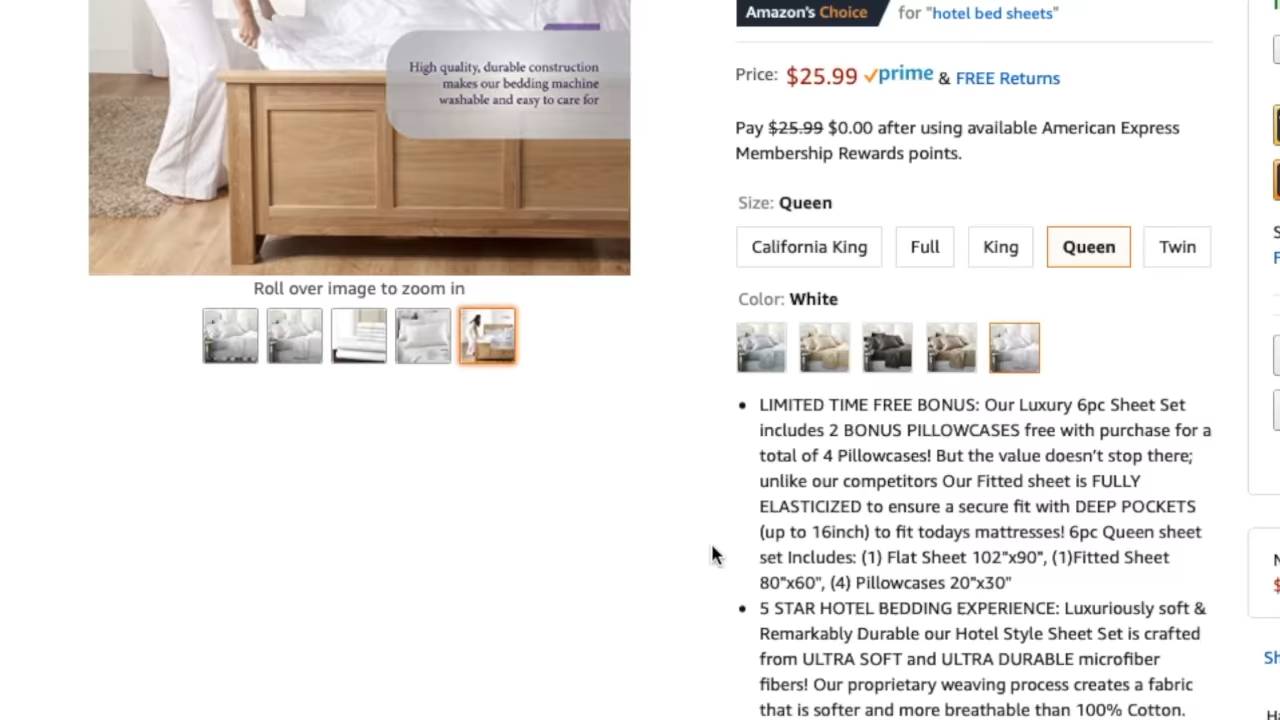 Amazon's Choice for "hotel bed sheets"
High quality, durable construction
makes our bedding machine
washable and easy to care for
Roll over image to zoom in
Price: $25.99 prime & FREE Returns
Pay $25.99 $0.00 after using available American Express
Membership Rewards points.
Size: Queen
California King Full King Queen Twin
Color: White
• LIMITED TIME FREE BONUS: Our Luxury 6pc Sheet Set
includes 2 BONUS PILLOWCASES free with purchase for a
total of 4 Pillowcases! But the value doesn’t stop there;
unlike our competitors Our Fitted sheet is FULLY
ELASTICIZED to ensure a secure fit with DEEP POCKETS
(up to 16inch) to fit todays mattresses! 6pc Queen sheet
set Includes: (1) Flat Sheet 102"x90", (1)Fitted Sheet
80"x60", (4) Pillowcases 20"x30"
• 5 STAR HOTEL BEDDING EXPERIENCE: Luxuriously soft &
Remarkably Durable our Hotel Style Sheet Set is crafted
from ULTRA SOFT and ULTRA DURABLE microfiber
fibers! Our proprietary weaving process creates a fabric
that is softer and more breathable than 100% Cotton.